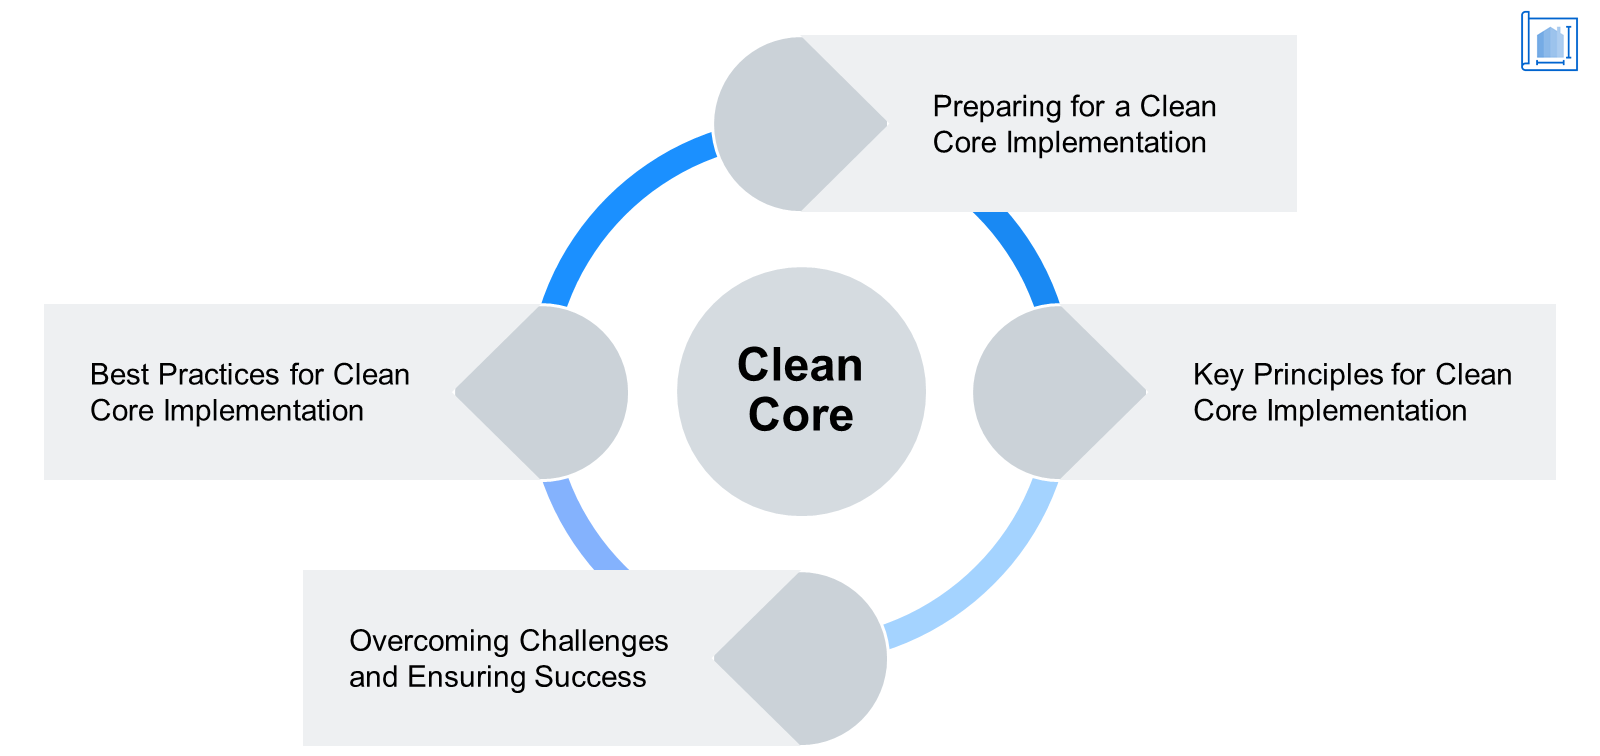 Preparing for a Clean
Core Implementation
Clean
Core
Best Practices for Clean
Core Implementation
Key Principles for Clean
Core Implementation
Overcoming Challenges
and Ensuring Success